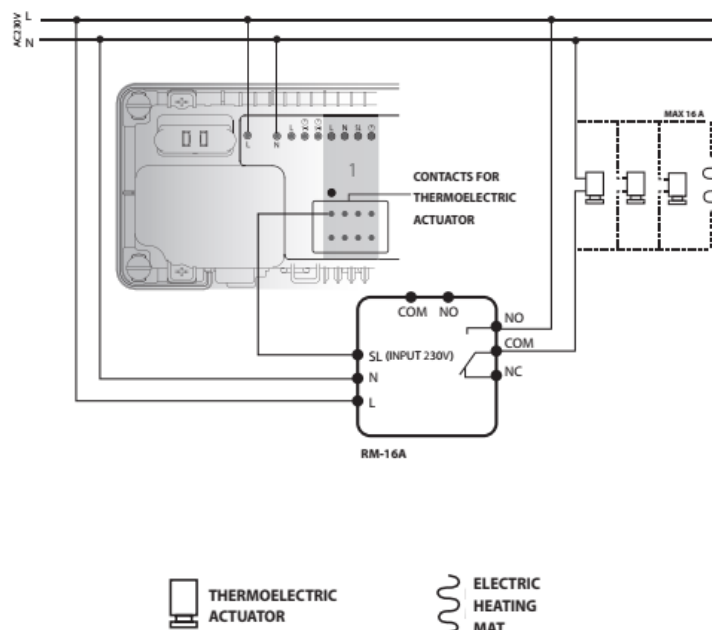 AC230V L
N
MAX 16 A
L N L L N SL
1
CONTACTS FOR
THERMOELECTRIC
ACTUATOR
COM NO
NO
SL (INPUT 230V)
COM
N
NC
L
RM-16A
THERMOELECTRIC
ACTUATOR
ELECTRIC
HEATING
MAT